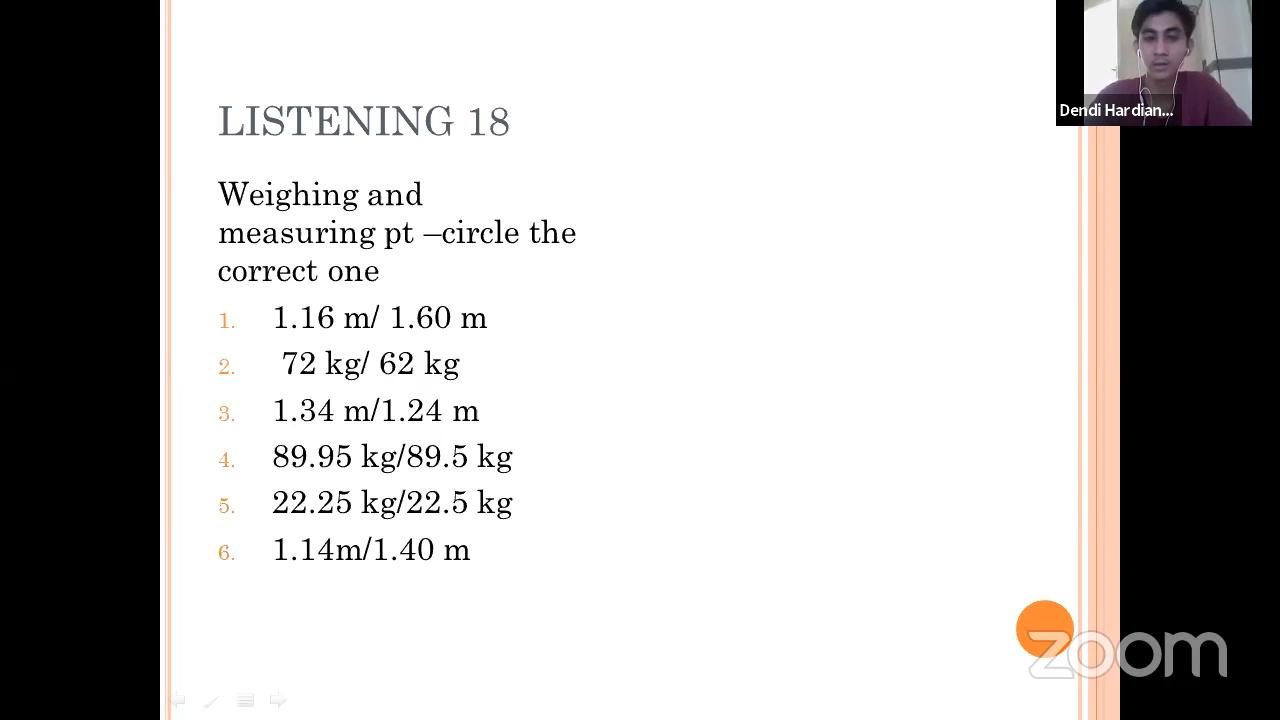 LISTENING 18
Weighing and
measuring pt –circle the
correct one
1. 1.16 m/ 1.60 m
2. 72 kg/ 62 kg
3. 1.34 m/1.24 m
4. 89.95 kg/89.5 kg
5. 22.25 kg/22.5 kg
6. 1.14m/1.40 m
Dendi Hardian...
zoom